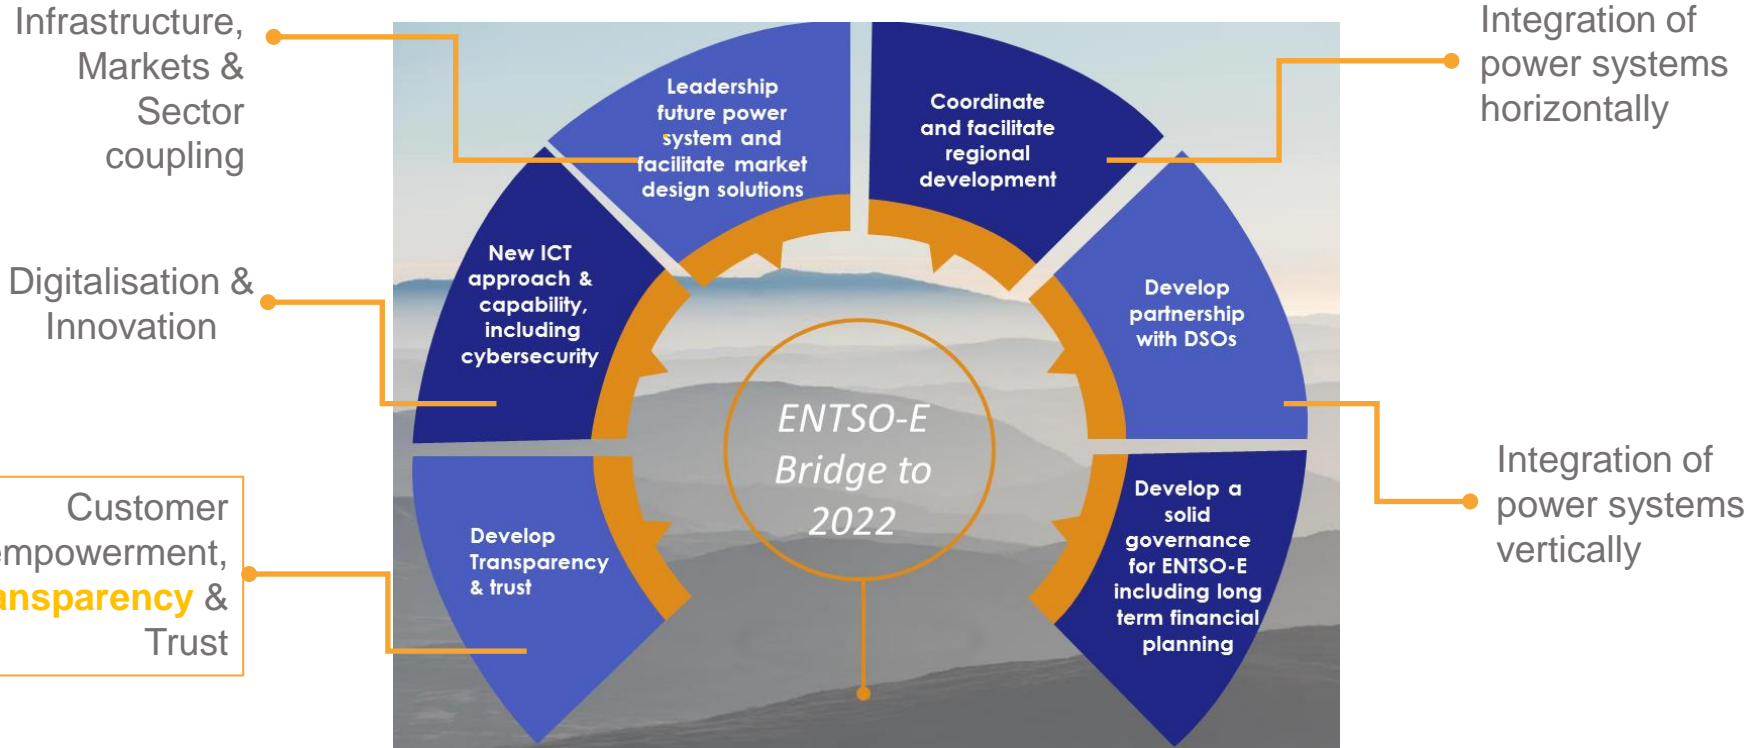 Infrastructure,
Markets &
Sector
coupling
Digitalisation &
Innovation
Customer
empowerment,
ansparency &
Trust
Leadership
future power
system and
facilitate market
design solutions
New ICT
approach &
capability,
including
cybersecurity
Develop
Transparency
& trust
ENTSO-E
Bridge to
2022
Coordinate
and facilitate
regional
development
Develop
partnership
with DSOs
Develop a
solid
governance
for ENTSO-E
including long
term financial
planning
Integration of
power systems
horizontally
Integration of
power systems
vertically